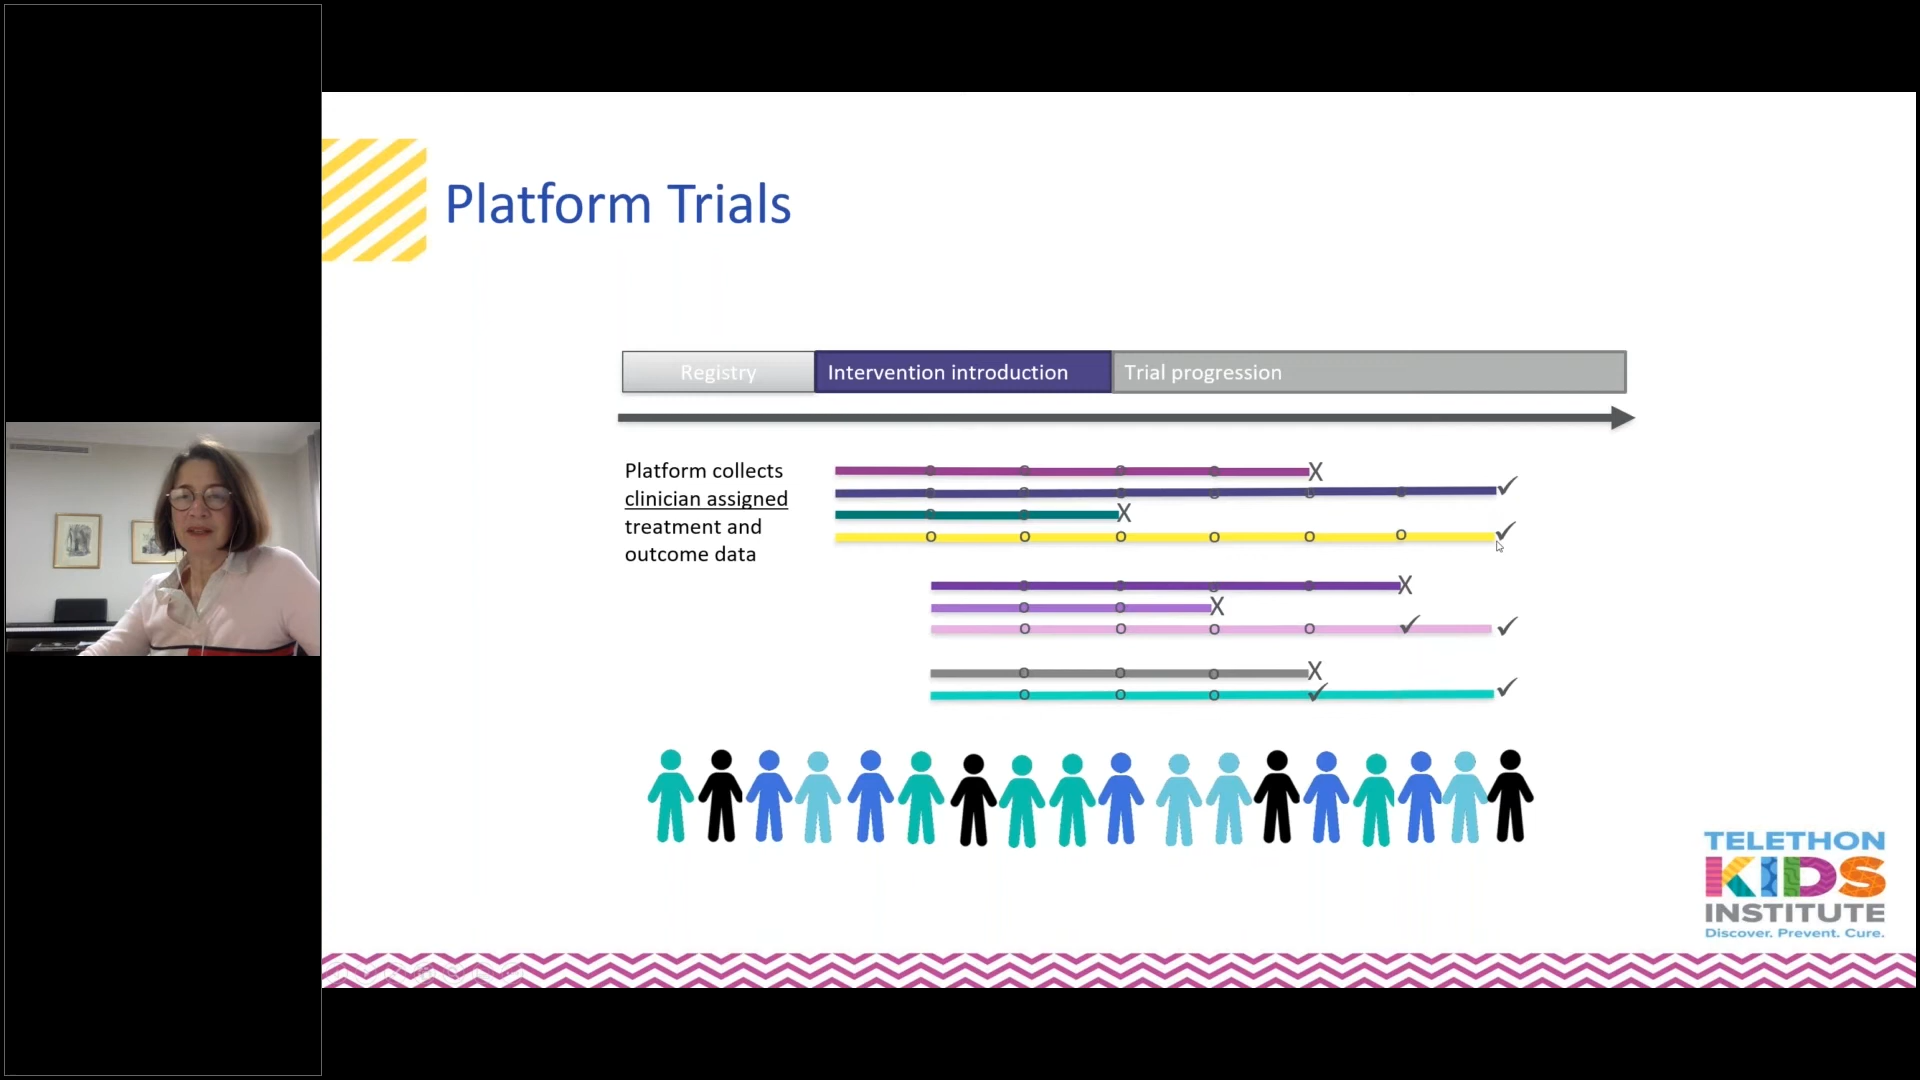 Platform Trials
Registry
Intervention introduction
Trial progression
Platform collects
clinician assigned
treatment and
outcome data
TELETHON
KIDS
INSTITUTE
Discover. Prevent. Cure.